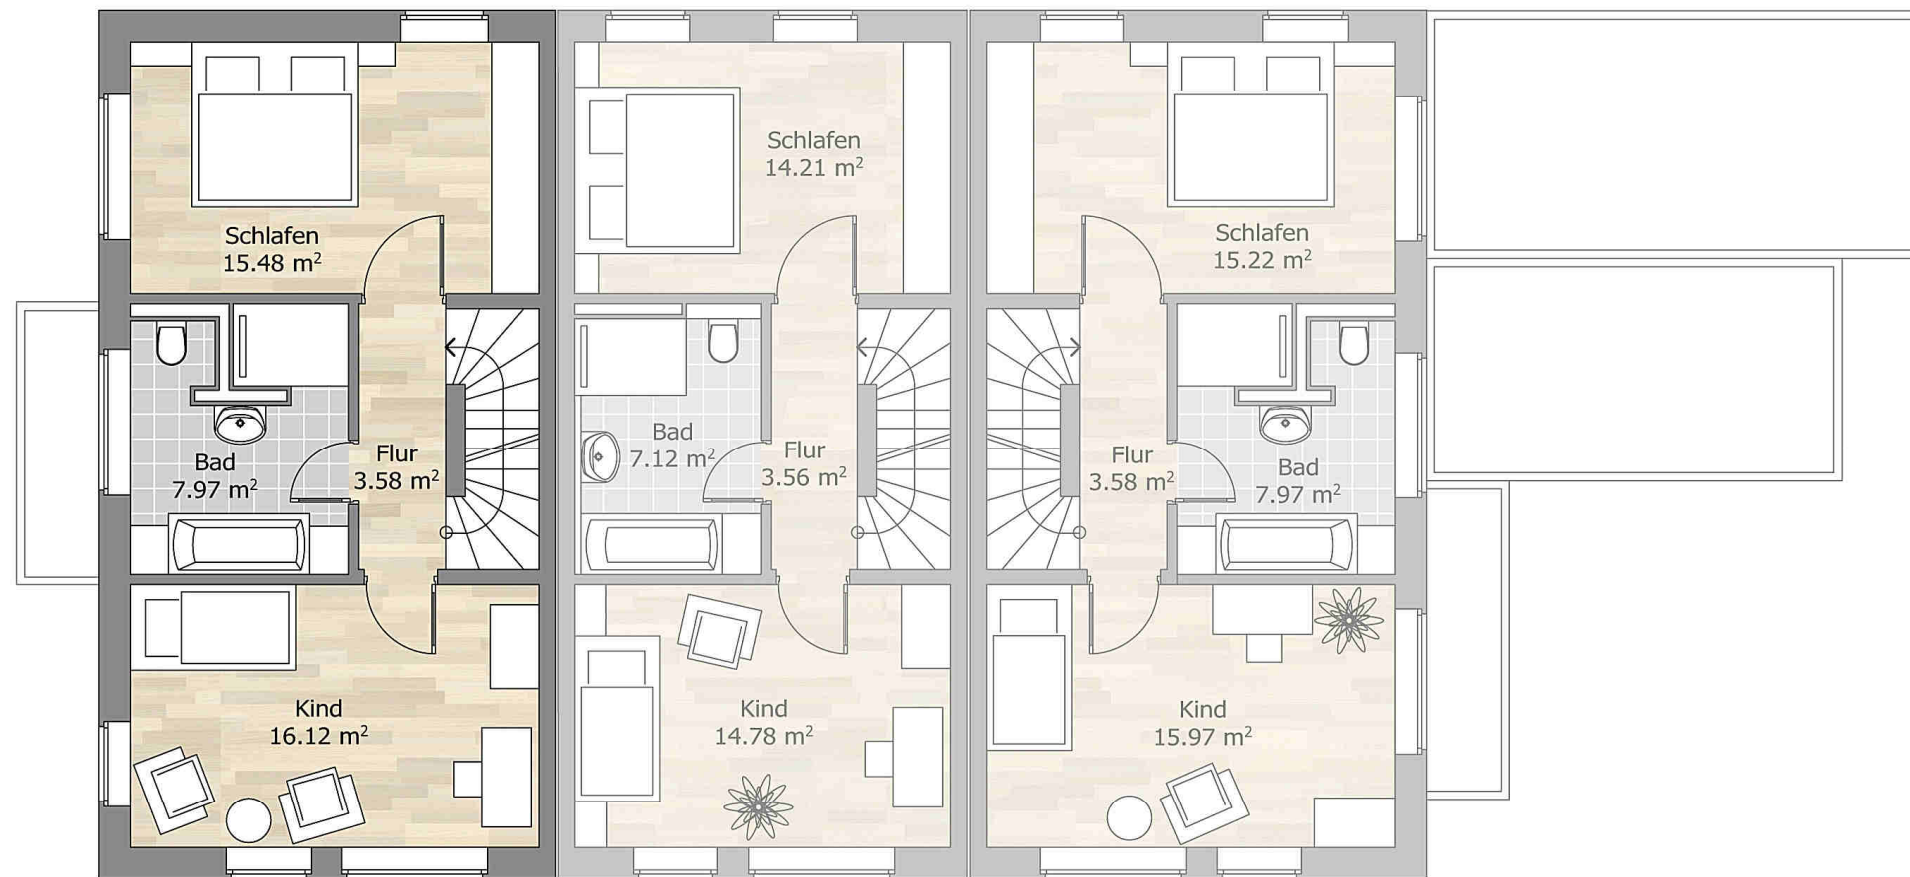 Schlafen
15.48 m²
Bad
7.97 m²
Flur
3.58 m²
Kind
16.12 m²
Schlafen
14.21 m²
Bad
7.12 m²
Flur
3.56 m²
Kind
14.78 m²
Schlafen
15.22 m²
Flur
3.58 m²
Bad
7.97 m²
Kind
15.97 m²